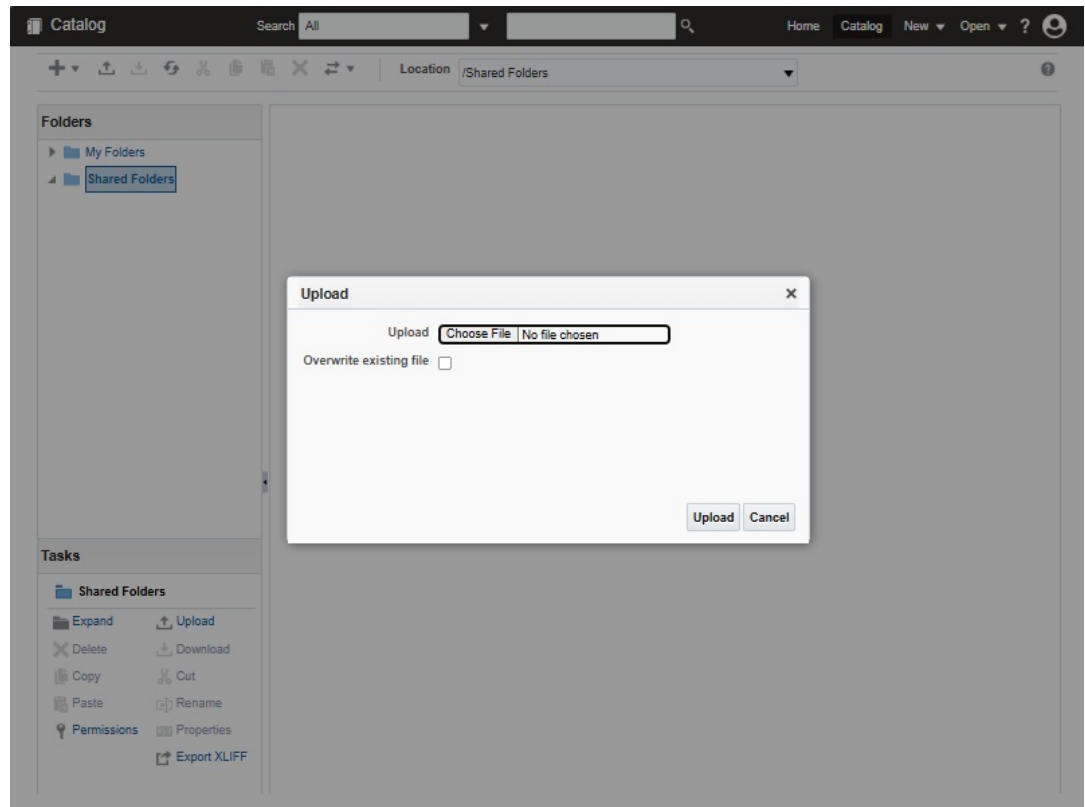 Catalog Search All Home Catalog New Open ?
Location /Shared Folders
Folders
My Folders
Shared Folders
Upload
Upload Choose File No file chosen
Overwrite existing file
Upload Cancel
Tasks
Shared Folders
Expand Upload
Delete Download
Copy Cut
Paste Rename
Permissions Properties
Export XLIFF